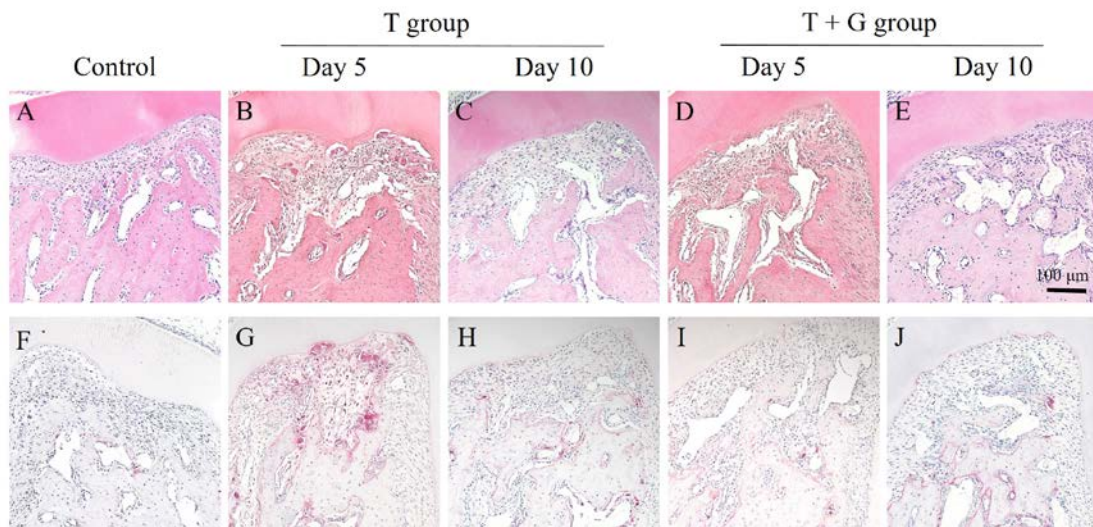 T group T + G group
Control Day 5 Day 10 Day 5 Day 10
A B C D E
100 µm
F G H I J